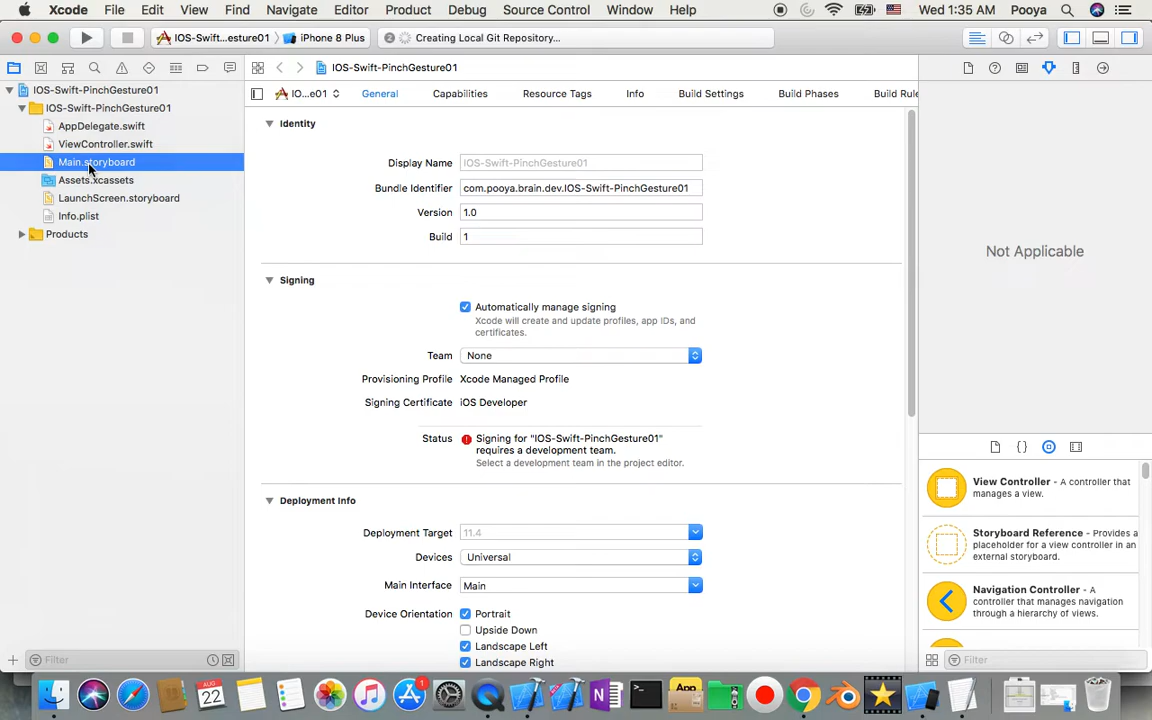 Xcode File Edit View Find Navigate Editor Product Debug Source Control Window Help Wed 1:35 AM Pooya
IOS-Swift...esture01 iPhone 8 Plus Creating Local Git Repository...
IOS-Swift-PinchGesture01
IO...e01 General Capabilities Resource Tags Info Build Settings Build Phases Build Rule
IOS-Swift-PinchGesture01
IOS-Swift-PinchGesture01
AppDelegate.swift
ViewController.swift
Main.storyboard
Assets.xcassets
LaunchScreen.storyboard
Info.plist
Products
Filter
Identity
Display Name IOS-Swift-PinchGesture01
Bundle Identifier com.pooya.brain.dev.IOS-Swift-PinchGesture01
Version 1.0
Build 1
Signing
Automatically manage signing
Xcode will create and update profiles, app IDs, and
certificates.
Team None
Provisioning Profile Xcode Managed Profile
Signing Certificate iOS Developer
Status Signing for "IOS-Swift-PinchGesture01"
requires a development team.
Select a development team in the project editor.
Deployment Info
Deployment Target 11.4
Devices Universal
Main Interface Main
Device Orientation Portrait
Upside Down
Landscape Left
Landscape Right
Not Applicable
View Controller - A controller
that manages a view.
Storyboard Reference - Provides a
placeholder for a view controller in an
external storyboard.
Navigation Controller - A
controller that manages navigation
through a hierarchy of views.
Filter
AUG
22
1
App